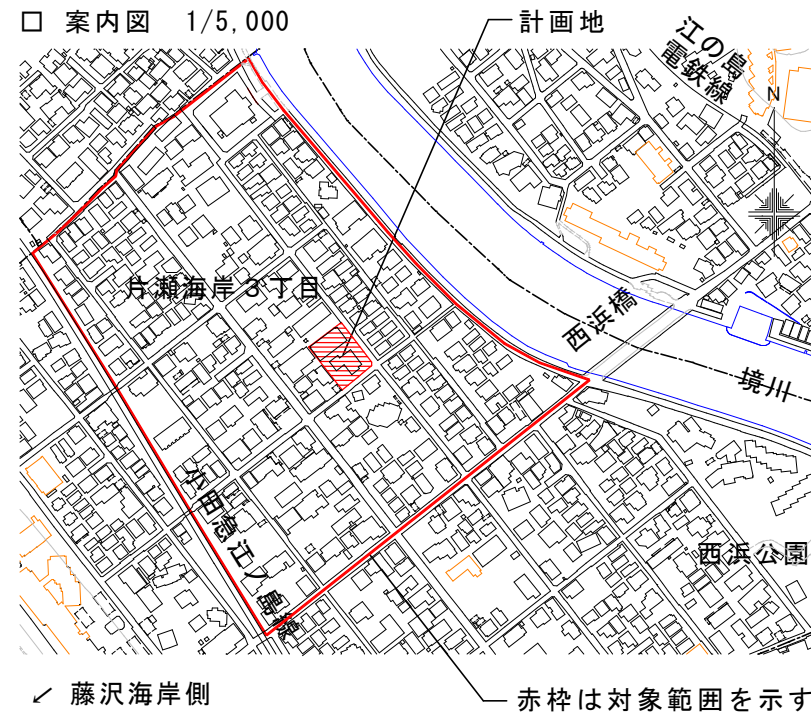 □ 案内図 1/5,000
計画地
江の島
電鉄線
N
片瀬海岸3丁目
西浜橋
境川
小田急江ノ島線
西浜公園
↙ 藤沢海岸側
赤枠は対象範囲を示す